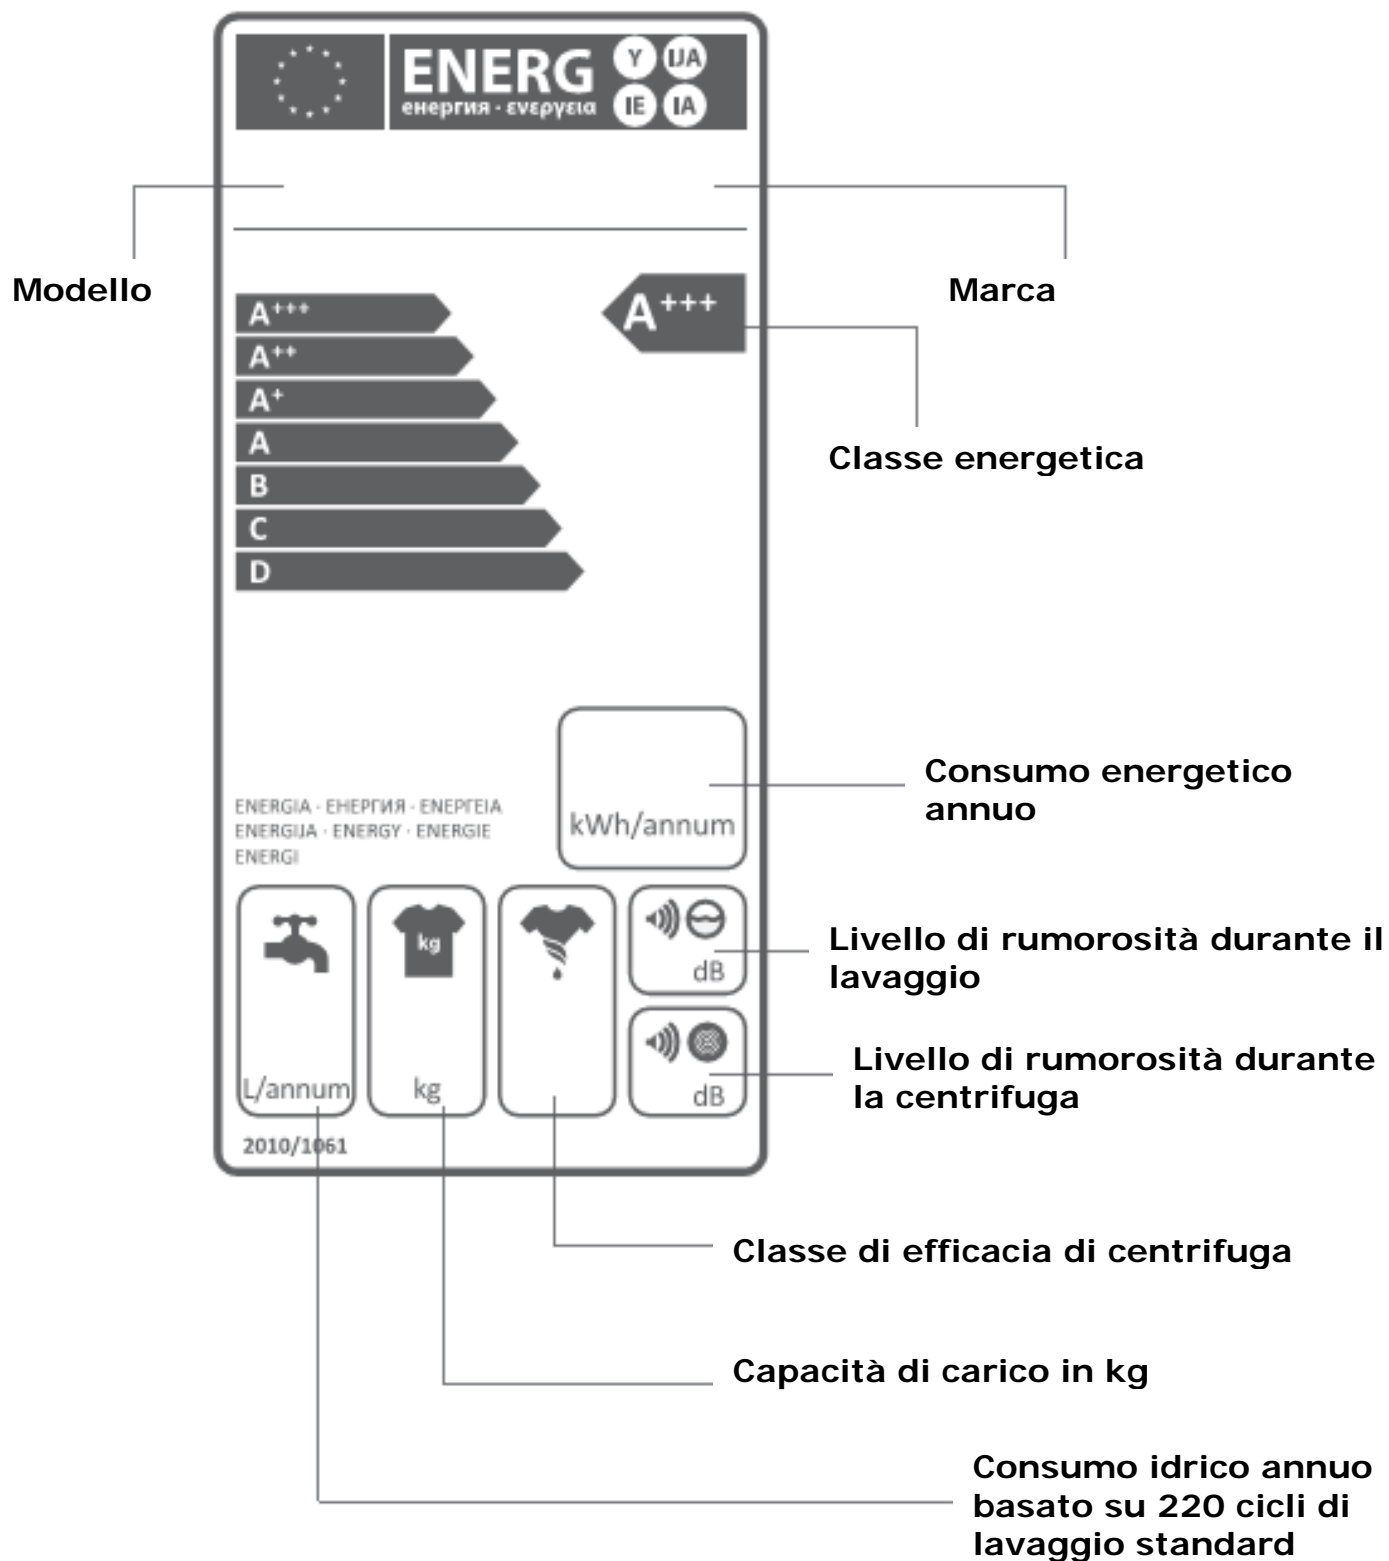 ENERG Y IJA
енергия · ενεργεια IE IA
Modello
Marca
A+++
A+++
A++
A+
A
B
C
D
Classe energetica
Consumo energetico
annuo
kWh/annum
ENERGIA · ЕНЕРГИЯ · ΕΝΕΡΓΕΙΑ
ENERGIJA · ENERGY · ENERGIE
ENERGI
kg
dB
Livello di rumorosità durante il
lavaggio
L/annum
kg
dB
Livello di rumorosità durante
la centrifuga
2010/1061
Classe di efficacia di centrifuga
Capacità di carico in kg
Consumo idrico annuo
basato su 220 cicli di
lavaggio standard